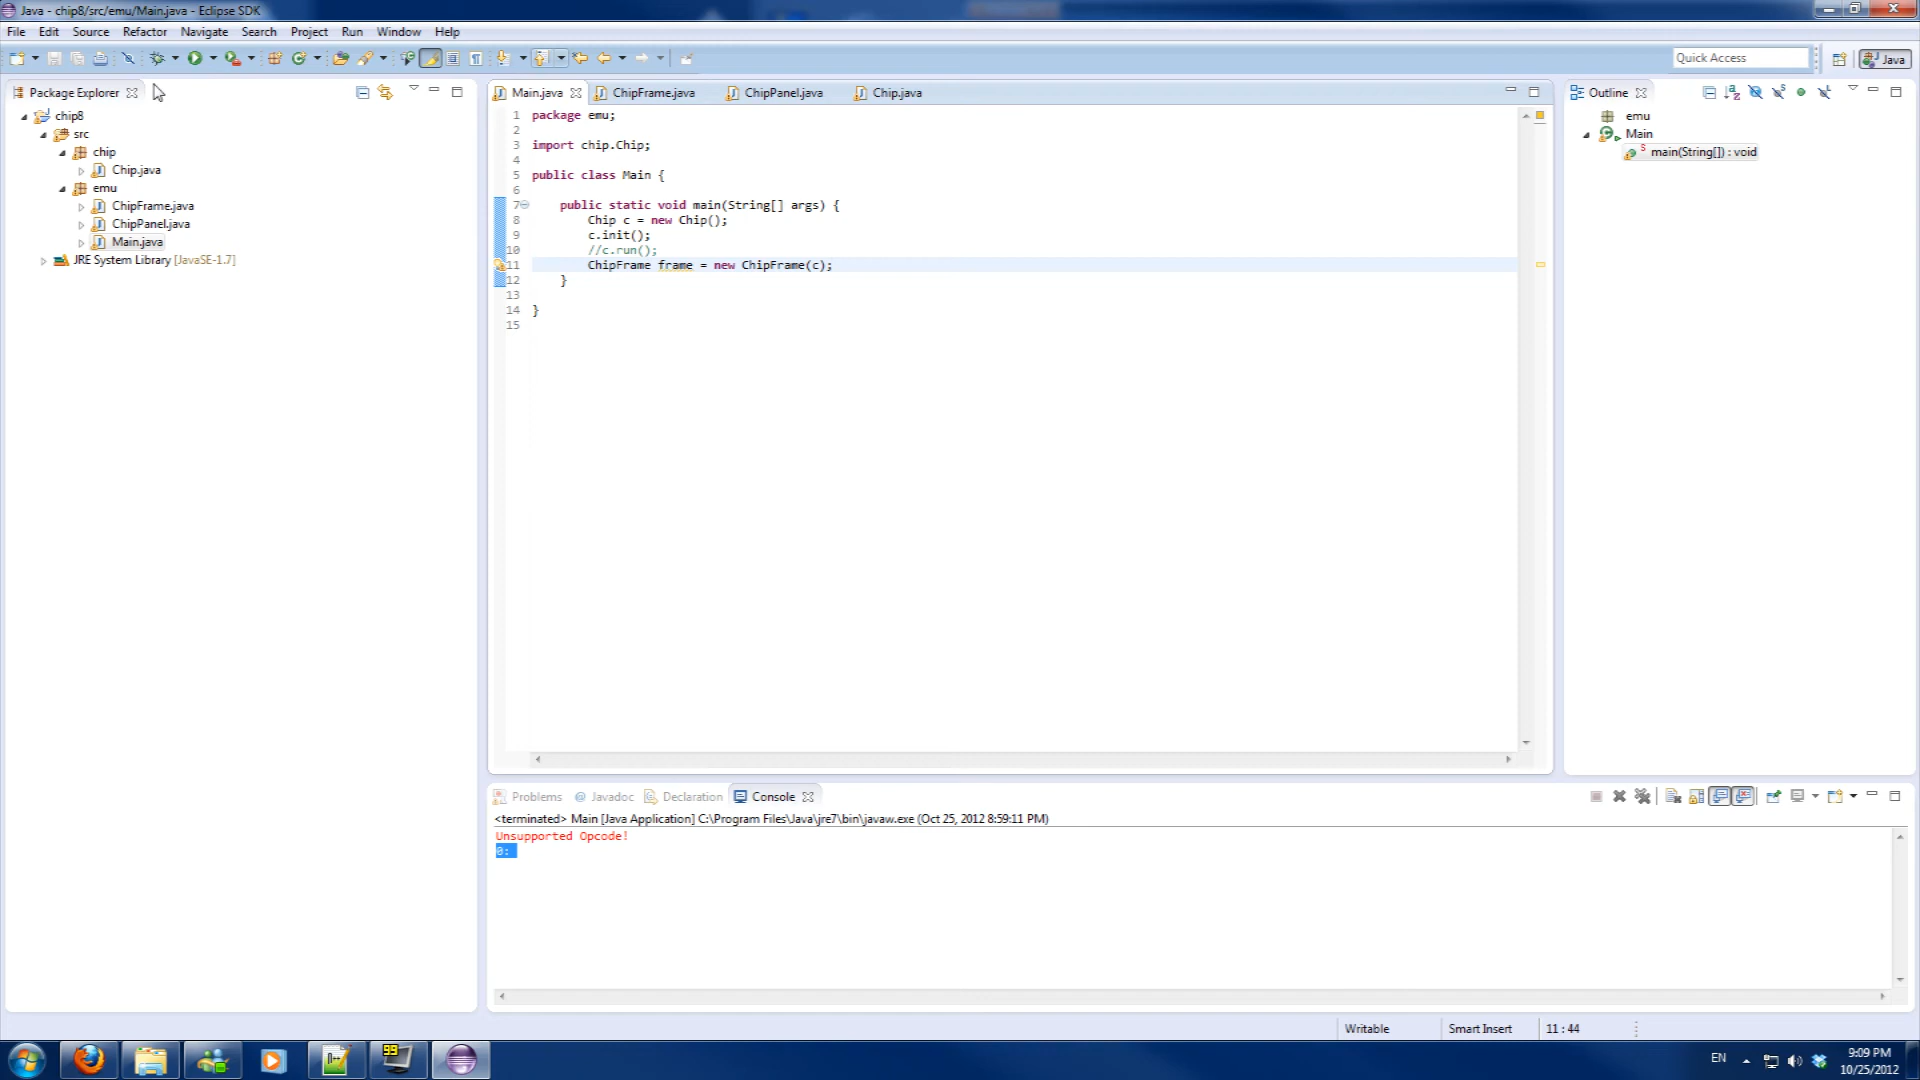 Java - chip8/src/emu/Main.java - Eclipse SDK
File Edit Source Refactor Navigate Search Project Run Window Help
Quick Access
Java
Package Explorer
chip8
src
chip
Chip.java
emu
ChipFrame.java
ChipPanel.java
Main.java
JRE System Library [JavaSE-1.7]
Main.java ChipFrame.java ChipPanel.java Chip.java
1 package emu;
2
3 import chip.Chip;
4
5 public class Main {
6
7 public static void main(String[] args) {
8 Chip c = new Chip();
9 c.init();
10 //c.run();
11 ChipFrame frame = new ChipFrame(c);
12 }
13
14 }
15
Outline
emu
Main
main(String[]) : void
Problems @ Javadoc Declaration Console
<terminated> Main [Java Application] C:\Program Files\Java\jre7\bin\javaw.exe (Oct 25, 2012 8:59:11 PM)
Unsupported Opcode!
0:
Writable Smart Insert 11 : 44
99
EN
9:09 PM
10/25/2012